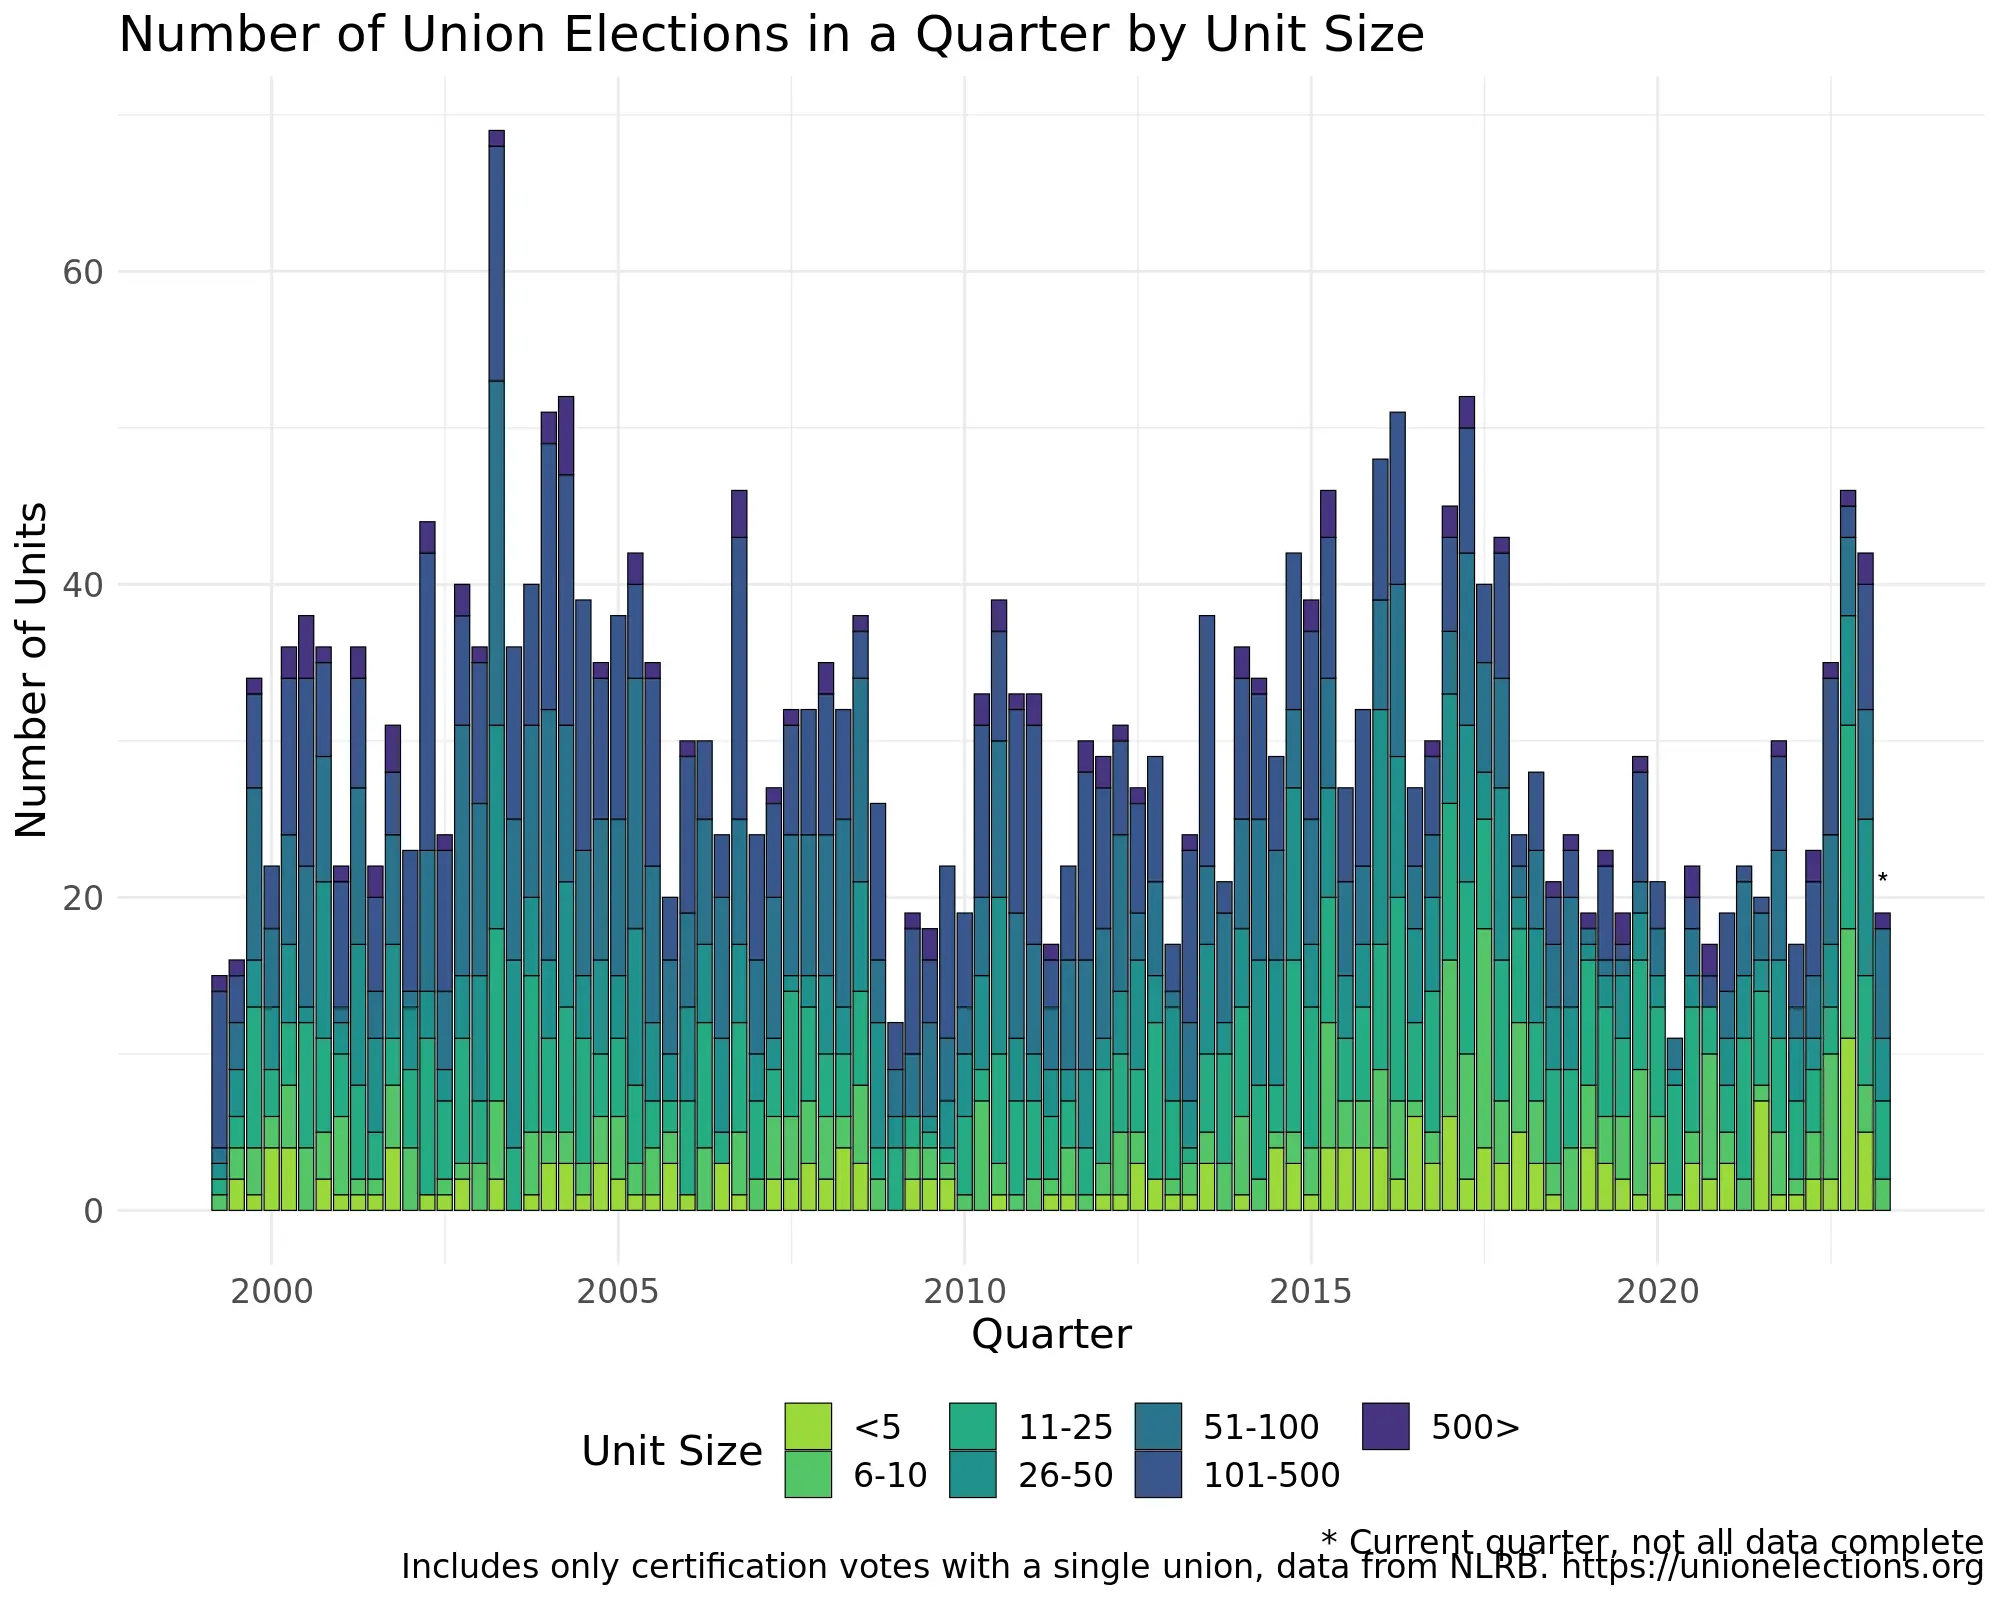 Number of Union Elections in a Quarter by Unit Size
Number of Units
60
40
20
0
*
2000 2005 2010 2015 2020
Quarter
Unit Size
<5 11-25 51-100 500>
6-10 26-50 101-500
* Current quarter, not all data complete
Includes only certification votes with a single union, data from NLRB. https://unionelections.org